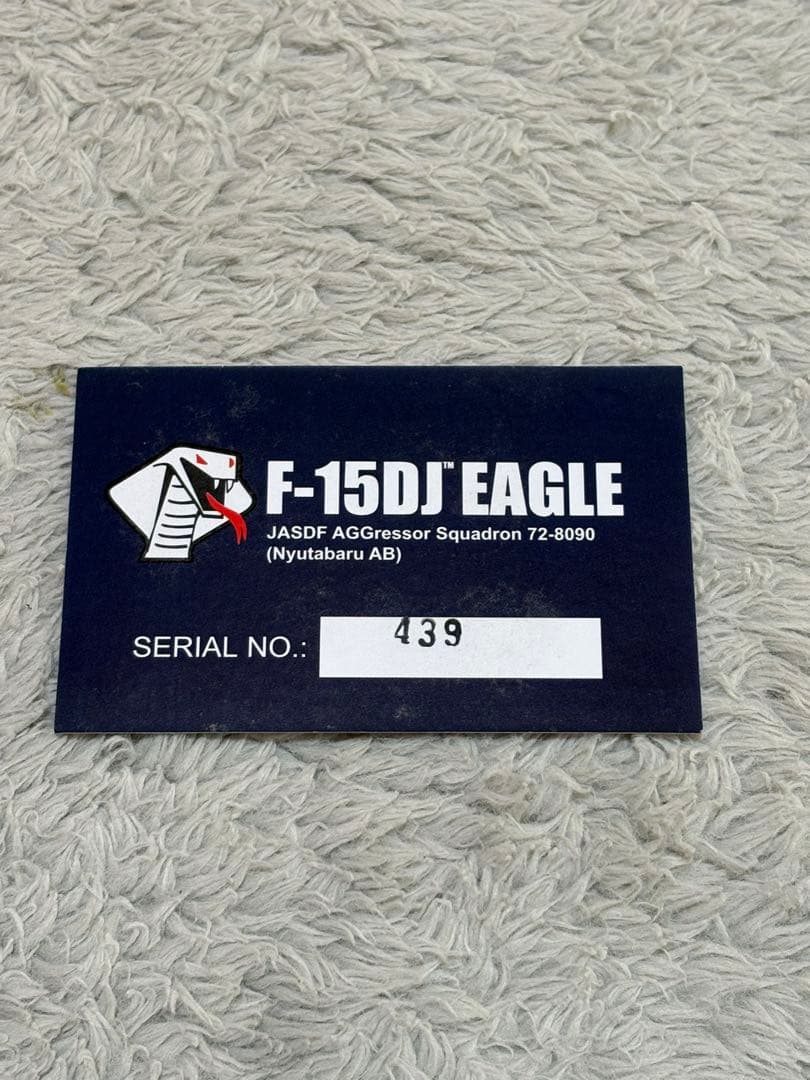 F-15DJ™ EAGLE
JASDF AGGressor Squadron 72-8090
(Nyutabaru AB)
SERIAL NO.: 439